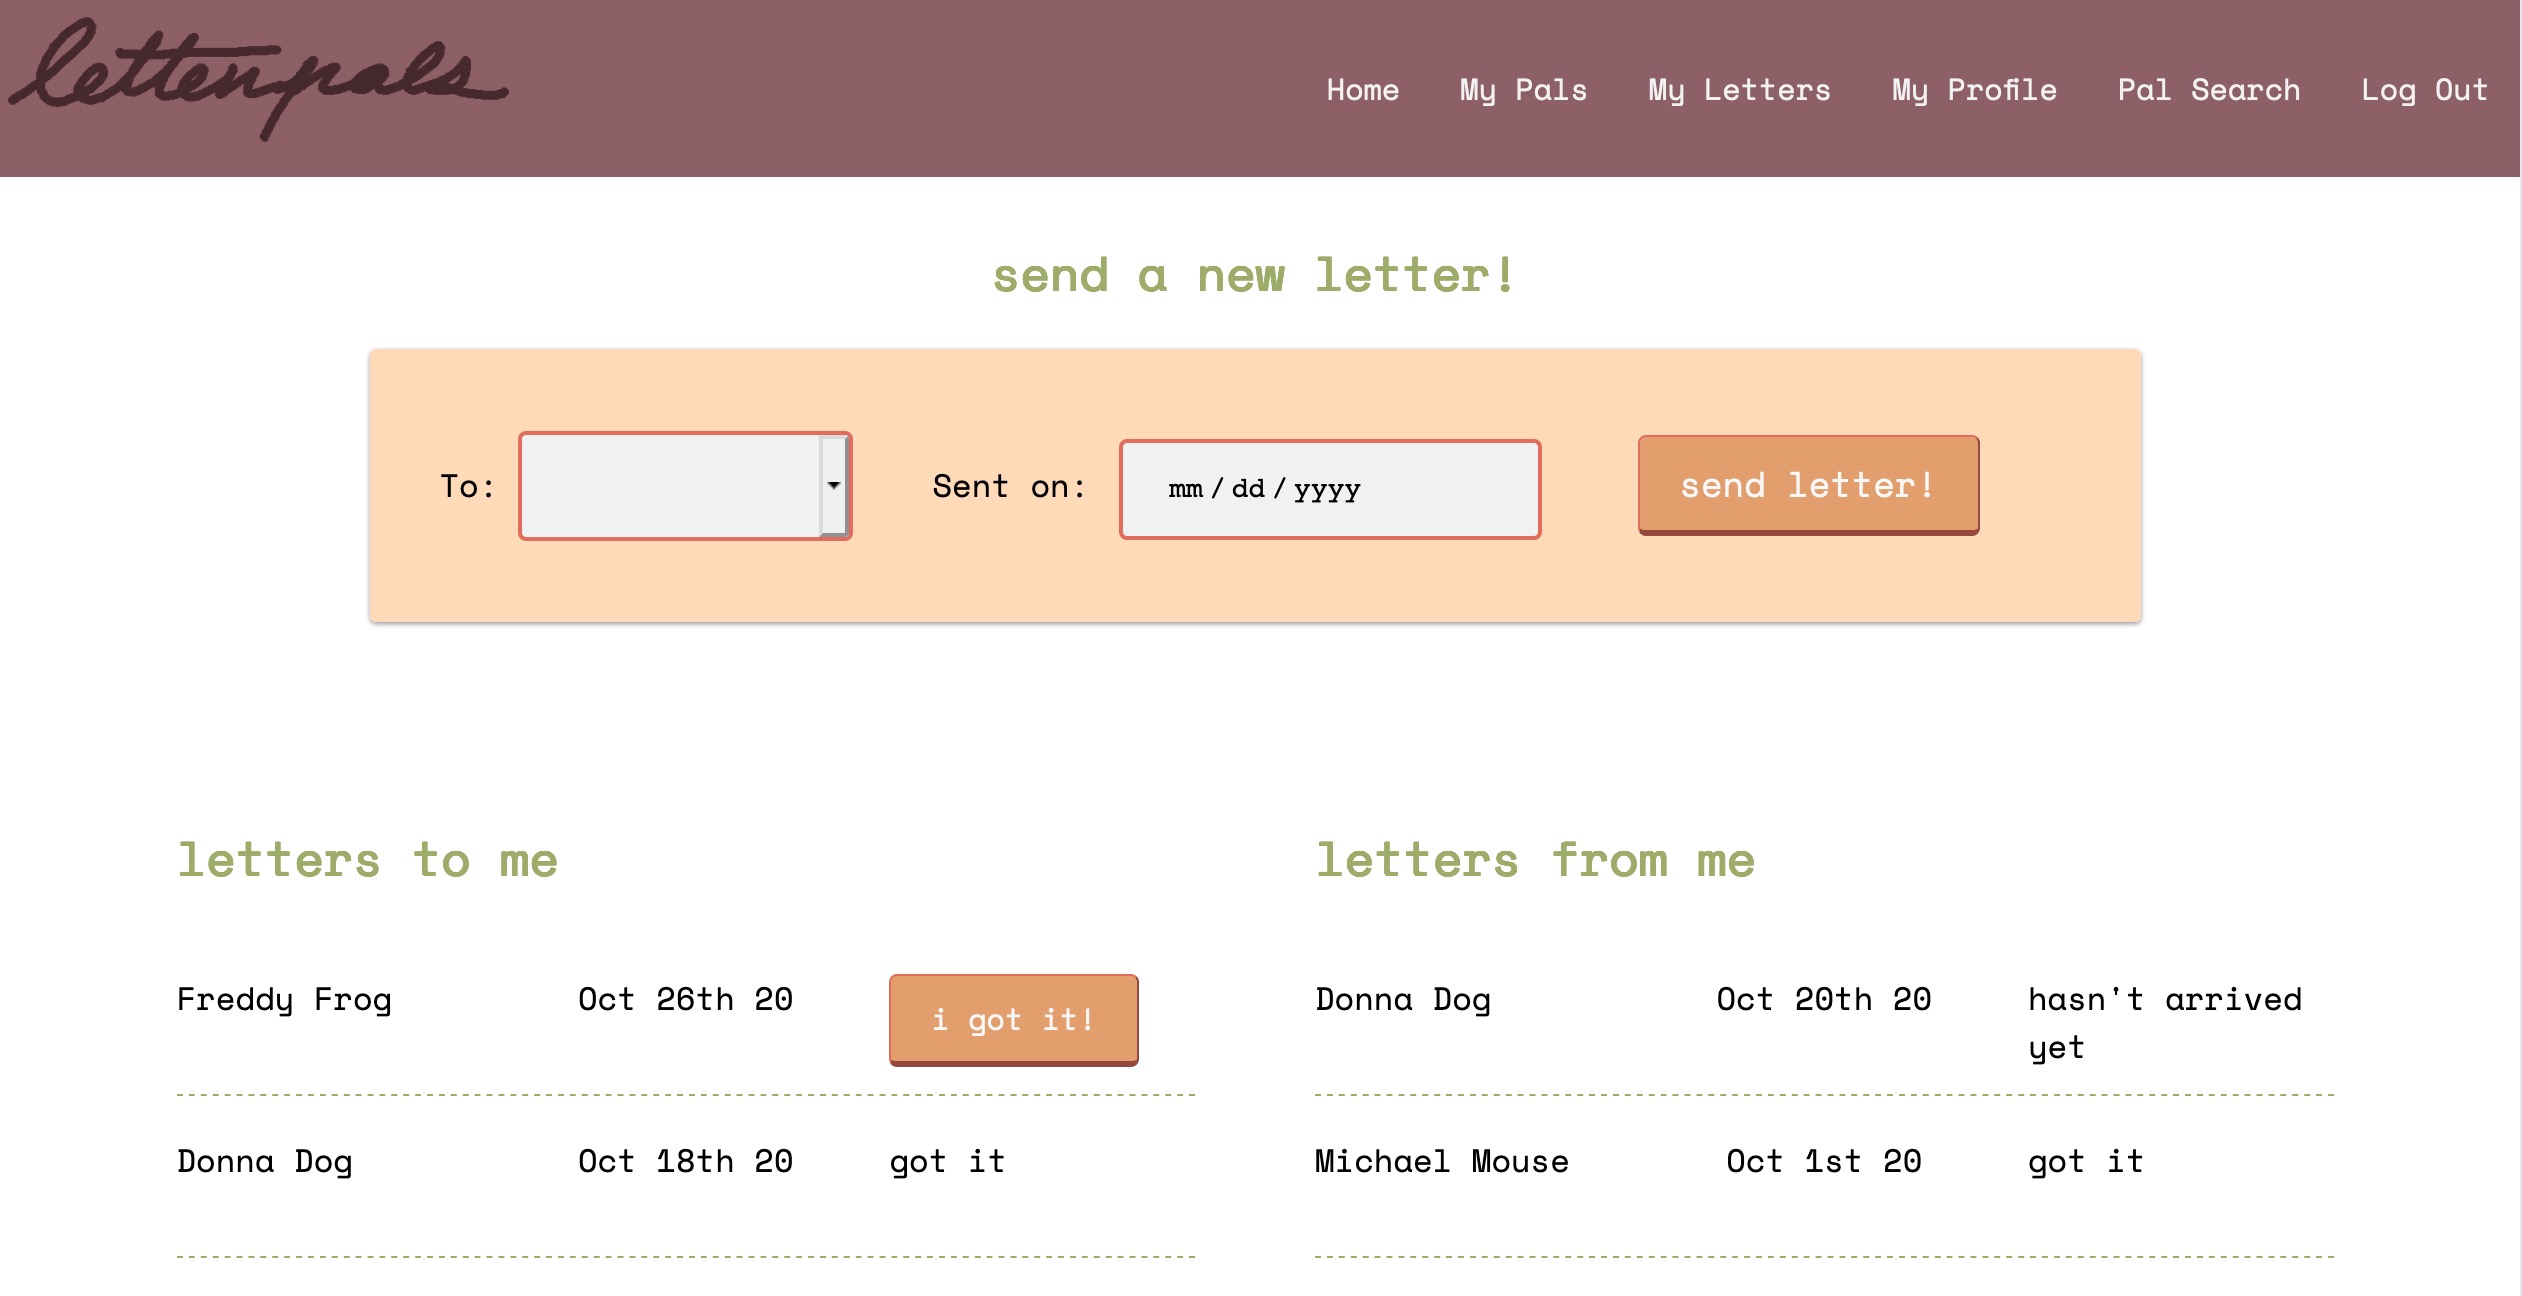 letterpals
Home My Pals My Letters My Profile Pal Search Log Out
send a new letter!
To: Sent on: mm / dd / yyyy send letter!
letters to me
Freddy Frog Oct 26th 20 i got it!
Donna Dog Oct 18th 20 got it
letters from me
Donna Dog Oct 20th 20 hasn't arrived
yet
Michael Mouse Oct 1st 20 got it